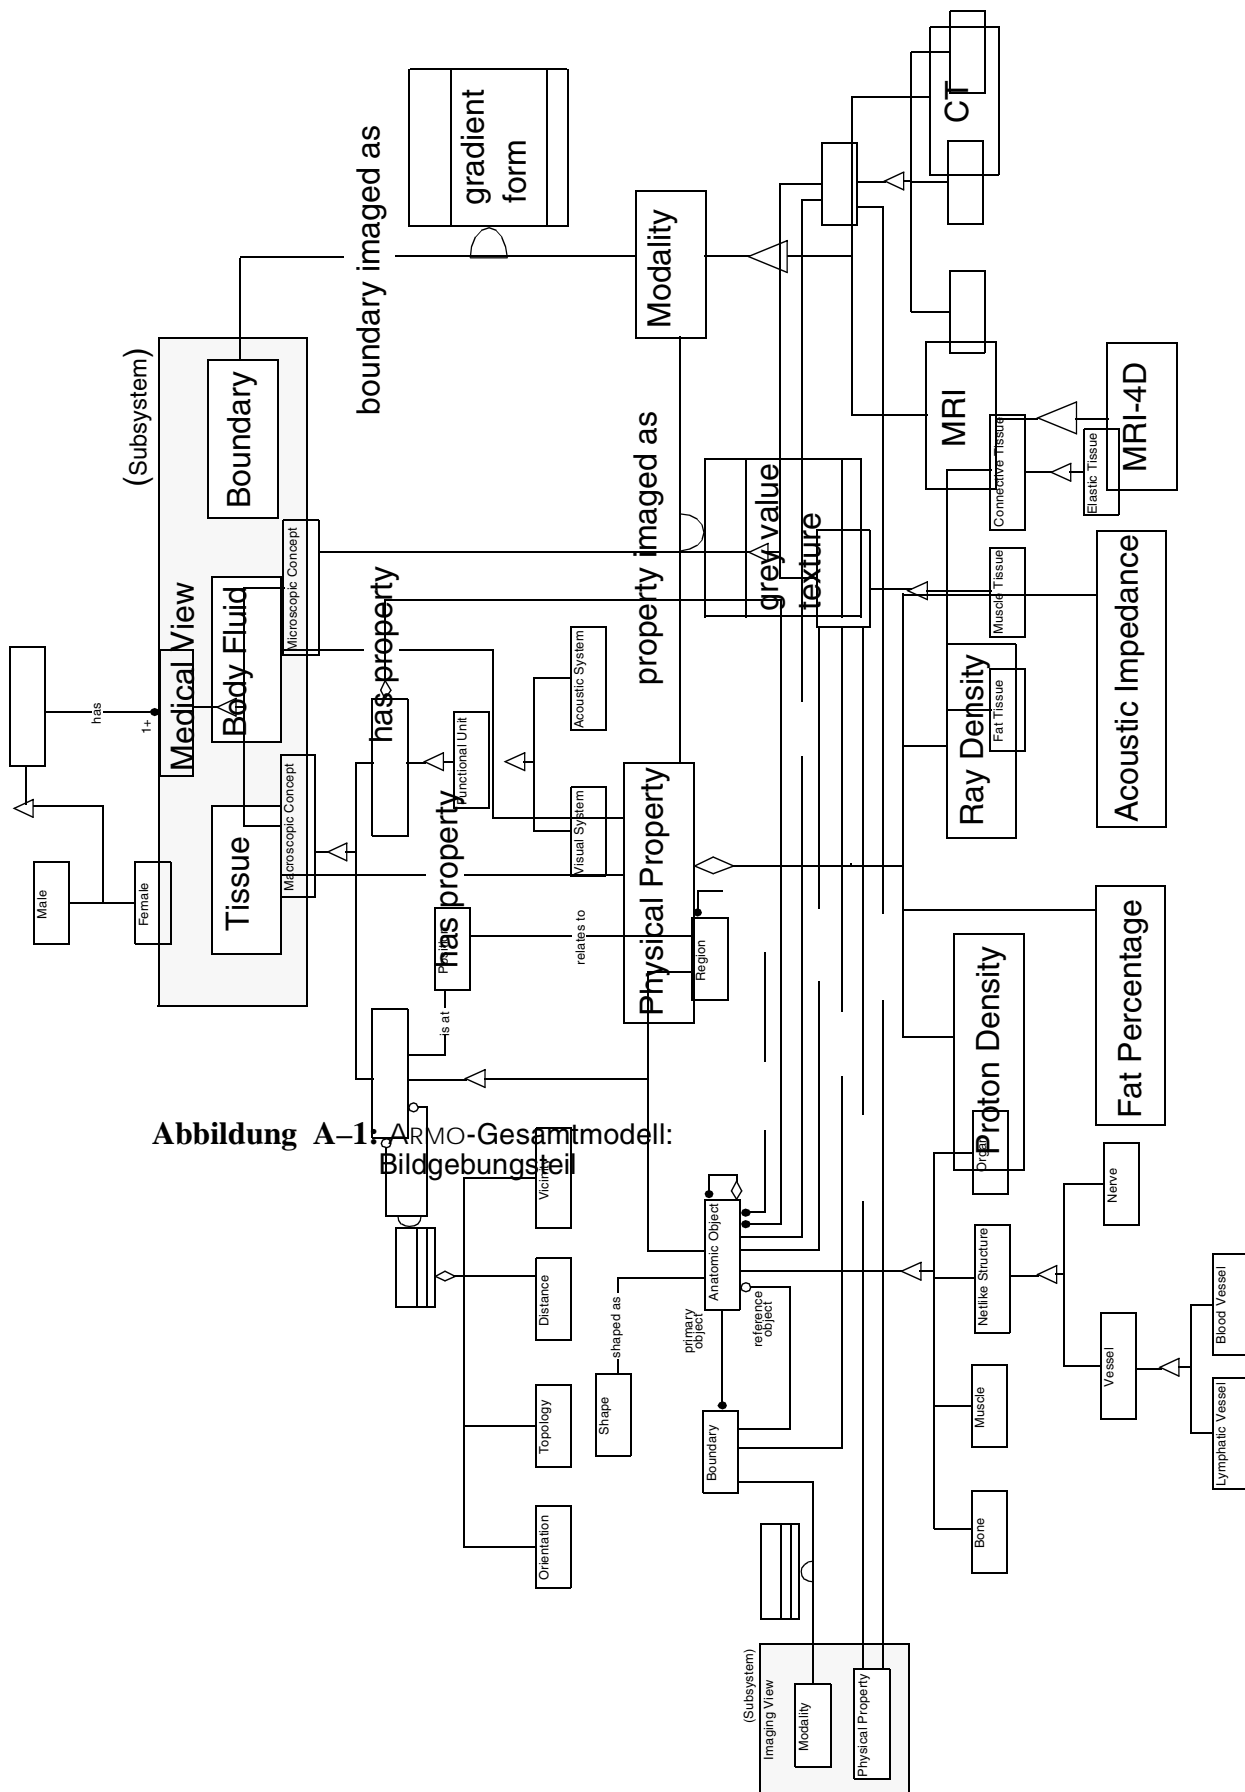 CT
gradient
form
boundary imaged as
Modality
(Subsystem)
Boundary
MRI
MRI-4D
Connective Tissue
Elastic Tissue
property imaged as
grey value
texture
Microscopic Concept
Medical View
Body Fluid
has property
Muscle Tissue
Acoustic Impedance
Acoustic System
Ray Density
Fat Tissue
has
1+
Functional Unit
Macroscopic Concept
Tissue
Visual System
Physical Property
has property
Male
Female
Position
relates to
Region
is at
Proton Density
Fat Percentage
Abbildung A–1: ARMO-Gesamtmodell:
Bildgebungsteil
Organ
Vicinity
Nerve
Anatomic Object
Netlike Structure
Distance
shaped as
primary
object
reference
object
Blood Vessel
Vessel
Shape
Muscle
Topology
Boundary
Lymphatic Vessel
Orientation
Bone
(Subsystem)
Imaging View
Modality
Physical Property